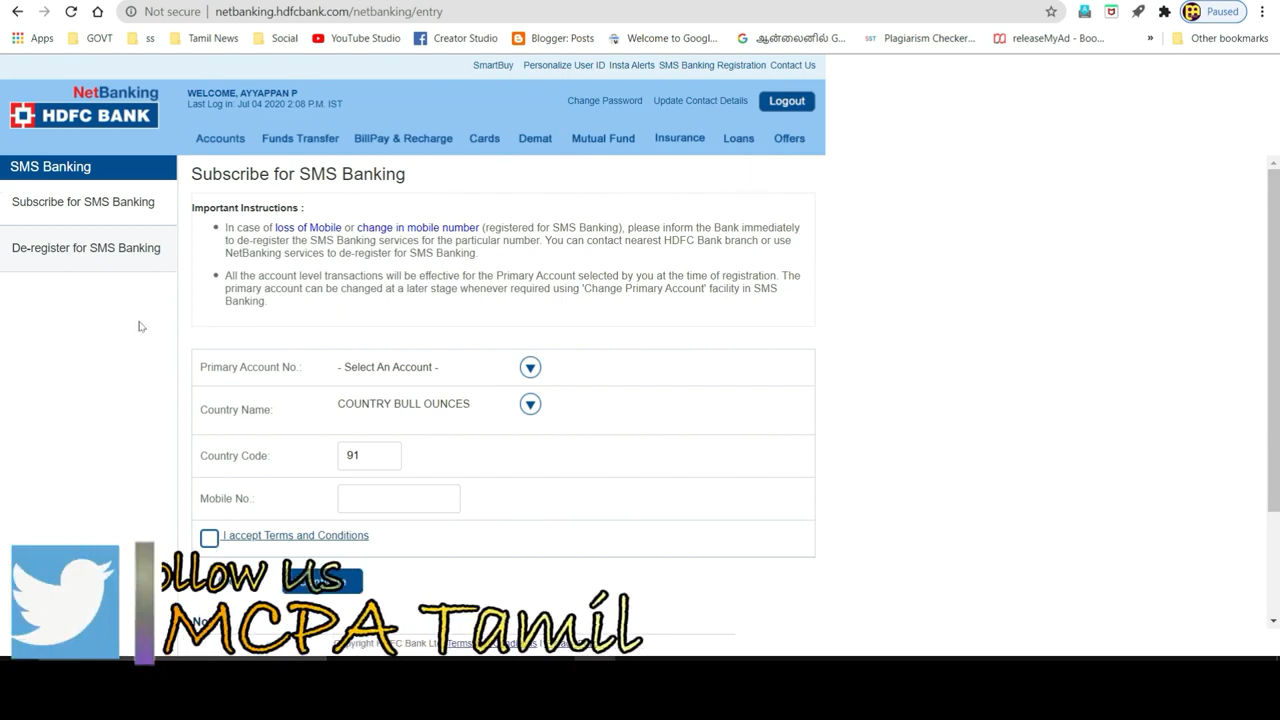 Not secure | netbanking.hdfcbank.com/netbanking/entry Paused
Apps GOVT ss Tamil News Social YouTube Studio Creator Studio Blogger: Posts Welcome to Googl... ஆன்லைனில் G... Plagiarism Checker... releaseMyAd - Boo... » Other bookmarks
SmartBuy Personalize User ID Insta Alerts SMS Banking Registration Contact Us
NetBanking
HDFC BANK
WELCOME, AYYAPPAN P
Last Log in: Jul 04 2020 2:08 P.M. IST
Change Password Update Contact Details Logout
Accounts Funds Transfer BillPay & Recharge Cards Demat Mutual Fund Insurance Loans Offers
SMS Banking
Subscribe for SMS Banking
De-register for SMS Banking
Subscribe for SMS Banking
Important Instructions :
In case of loss of Mobile or change in mobile number (registered for SMS Banking), please inform the Bank immediately
to de-register the SMS Banking services for the particular number. You can contact nearest HDFC Bank branch or use
NetBanking services to de-register for SMS Banking.
All the account level transactions will be effective for the Primary Account selected by you at the time of registration. The
primary account can be changed at a later stage whenever required using 'Change Primary Account' facility in SMS
Banking.
Primary Account No.: - Select An Account -
Country Name: COUNTRY BULL OUNCES
Country Code: 91
Mobile No.:
I accept Terms and Conditions
ollow Us
MCPA Tamil
No
Copyright